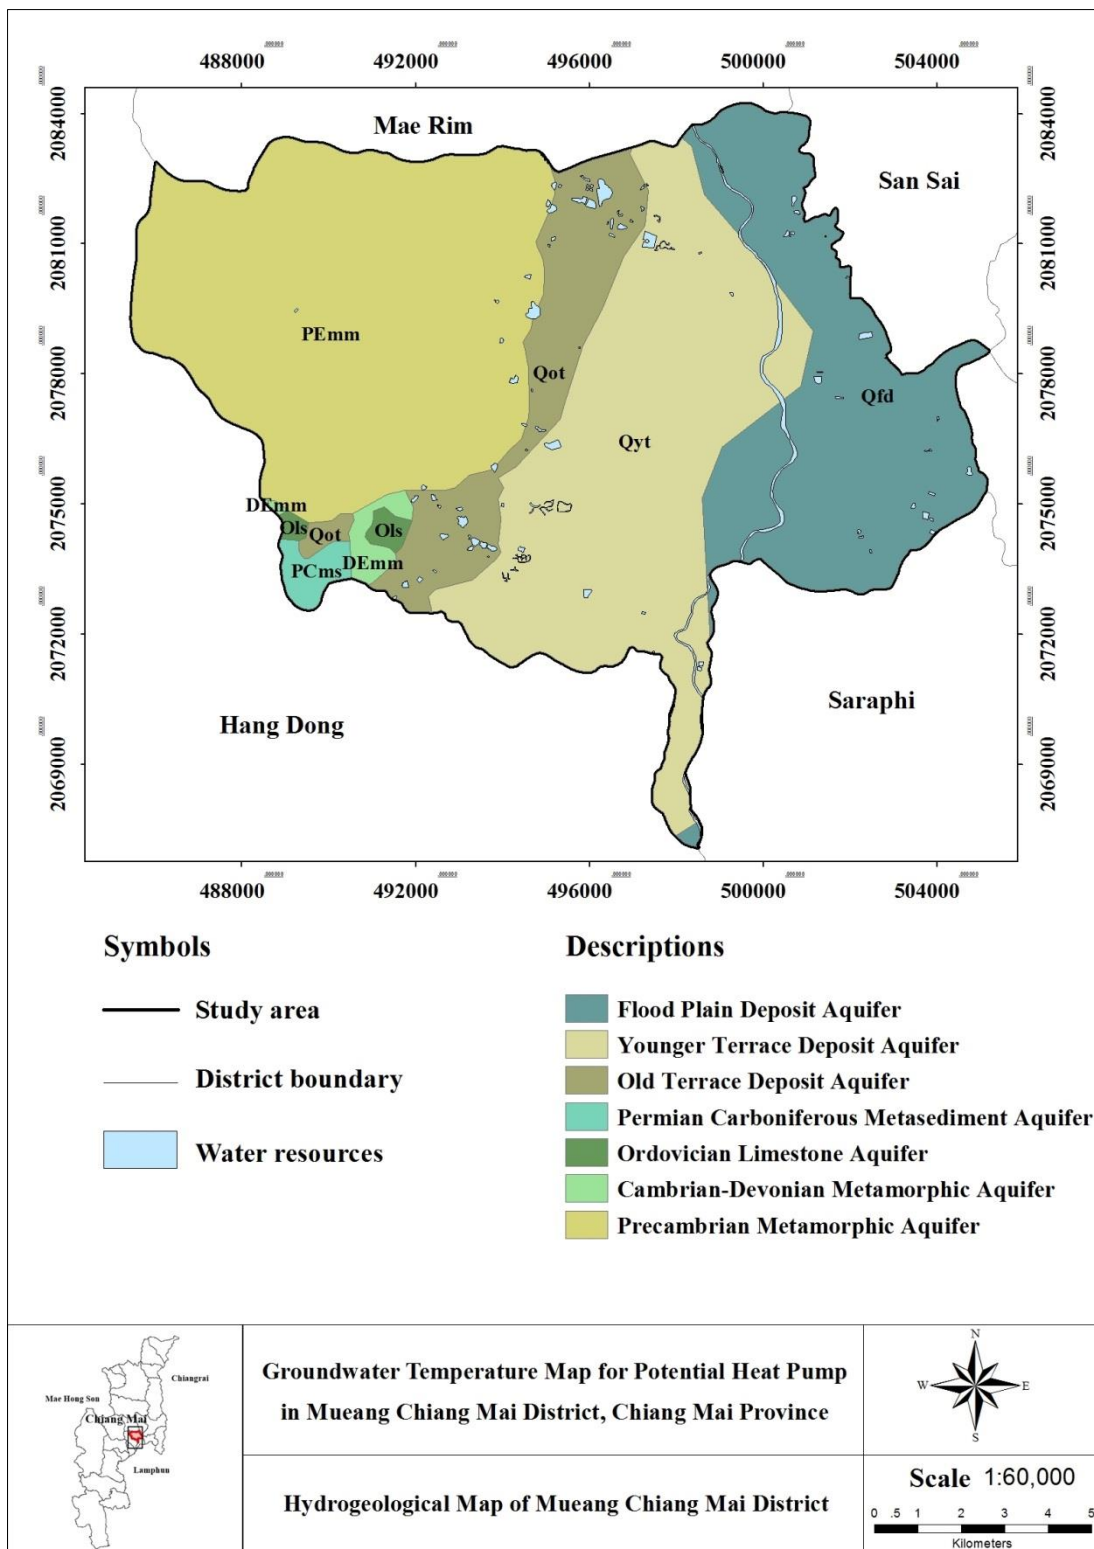 488000 492000 496000 500000 504000
2084000 2084000
Mae Rim
San Sai
2081000 2081000
PEmm
2078000 2078000
Qot
Qfd
Qyt
2075000 2075000
DEmm
Ols
Qot
Ols
DEmm
PCms
2072000 2072000
Saraphi
Hang Dong
2069000 2069000
488000 492000 496000 500000 504000
Symbols
Study area
District boundary
Water resources
Descriptions
Flood Plain Deposit Aquifer
Younger Terrace Deposit Aquifer
Old Terrace Deposit Aquifer
Permian Carboniferous Metasediment Aquifer
Ordovician Limestone Aquifer
Cambrian-Devonian Metamorphic Aquifer
Precambrian Metamorphic Aquifer
Chiangrai
Mae Hong Son
Chiang Mai
Lamphun
Groundwater Temperature Map for Potential Heat Pump
in Mueang Chiang Mai District, Chiang Mai Province
Hydrogeological Map of Mueang Chiang Mai District
N
W E
S
Scale 1:60,000
0 .5 1 2 3 4 5
Kilometers